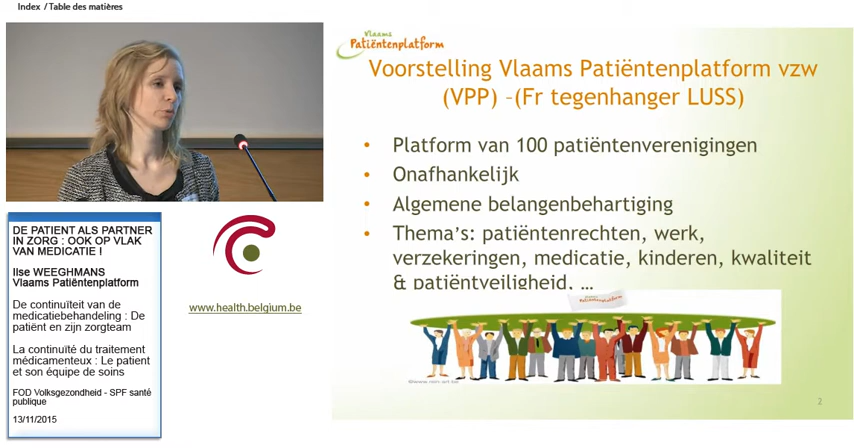 Index / Table des matières
Vlaams
Patiëntenplatform
Voorstelling Vlaams Patiëntenplatform vzw
(VPP) –(Fr tegenhanger LUSS)
• Platform van 100 patiëntenverenigingen
• Onafhankelijk
• Algemene belangenbehartiging
• Thema's: patiëntenrechten, werk,
verzekeringen, medicatie, kinderen, kwaliteit
& patiëntveiligheid, …
Patiëntenplatform
2
DE PATIENT ALS PARTNER
IN ZORG : OOK OP VLAK
VAN MEDICATIE !
Ilse WEEGHMANS
Vlaams Patiëntenplatform
De continuïteit van de
medicatiebehandeling : De
patiënt en zijn zorgteam
La continuïté du traitement
médicamenteux : Le patient
et son équipe de soins
FOD Volksgezondheid - SPF santé
publique
13/11/2015
www.health.belgium.be